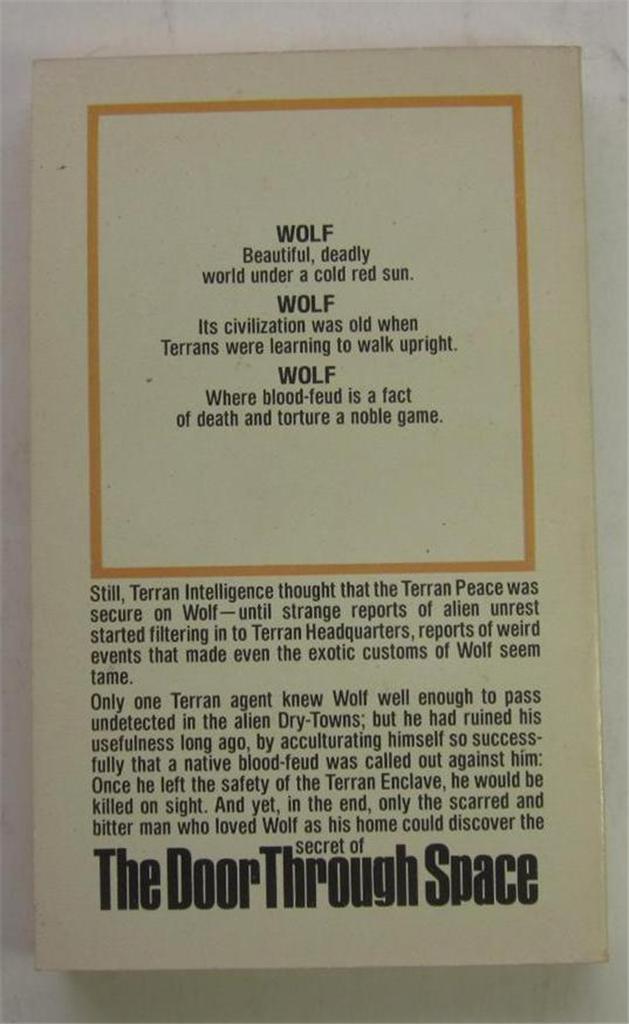 WOLF
Beautiful, deadly
world under a cold red sun.
WOLF
Its civilization was old when
Terrans were learning to walk upright.
WOLF
Where blood-feud is a fact
of death and torture a noble game.
Still, Terran Intelligence thought that the Terran Peace was
secure on Wolf—until strange reports of alien unrest
started filtering in to Terran Headquarters, reports of weird
events that made even the exotic customs of Wolf seem
tame.
Only one Terran agent knew Wolf well enough to pass
undetected in the alien Dry-Towns; but he had ruined his
usefulness long ago, by acculturating himself so success-
fully that a native blood-feud was called out against him:
Once he left the safety of the Terran Enclave, he would be
killed on sight. And yet, in the end, only the scarred and
bitter man who loved Wolf as his home could discover the
secret of
The Door Through Space